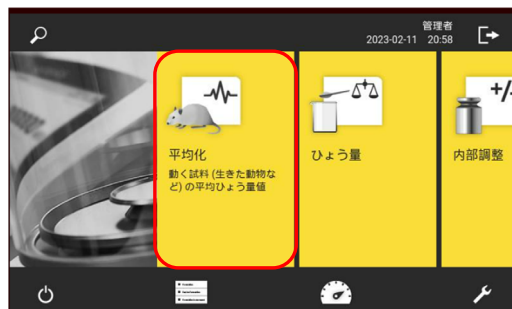 管理者
2023-02-11 20:58
平均化
動く試料 (生きた動物な
ど) の平均ひょう量値
ひょう量
+/-
内部調整